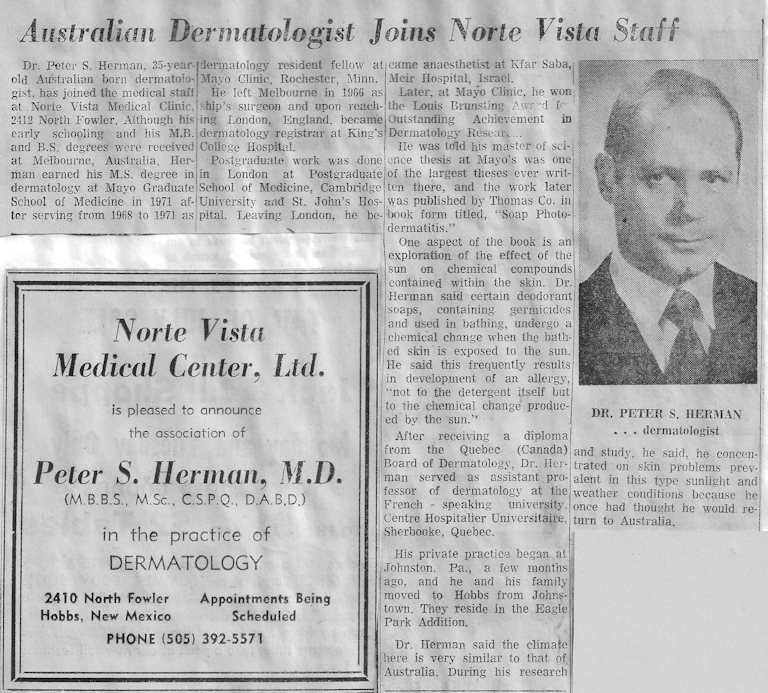 Australian Dermatologist Joins Norte Vista Staff
Dr. Peter S. Herman, 35-year-
old Australian born dermatolo-
gist, has joined the medical staff
at Norte Vista Medical Clinic,
2412 North Fowler. Although his
early schooling and his M.B.
and B.S. degrees were received
at Melbourne, Australia, Her-
man earned his M.S. degree in
dermatology at Mayo Graduate
School of Medicine in 1971 af-
ter serving from 1968 to 1971 as
dermatology resident fellow at
Mayo Clinic, Rochester, Minn.
He left Melbourne in 1966 as
ship's surgeon and upon reach-
ing London, England, became
dermatology registrar at King's
College Hospital.
Postgraduate work was done
in London at Postgraduate
School of Medicine, Cambridge
University and St. John's Hos-
pital. Leaving London, he be-
came anaesthetist at Kfar Saba,
Meir Hospital, Israel.
Later, at Mayo Clinic, he won
the Louis Brunsting Award for
Outstanding Achievement in
Dermatology Resear...
He was told his master of sci-
ence thesis at Mayo's was one
of the largest theses ever writ-
ten there, and the work later
was published by Thomas Co. in
book form titled, "Soap Photo-
dermatitis."
One aspect of the book is an
exploration of the effect of the
sun on chemical compounds
contained within the skin. Dr.
Herman said certain deodorant
soaps, containing germicides
and used in bathing, undergo a
chemical change when the bath-
ed skin is exposed to the sun.
He said this frequently results
in development of an allergy,
"not to the detergent itself but
to the chemical change produc-
ed by the sun."
After receiving a diploma
from the Quebec (Canada)
Board of Dermatology, Dr. Her-
man served as assistant pro-
fessor of dermatology at the
French - speaking university,
Centre Hospitalier Universitaire,
Sherbooke, Quebec.
His private practice began at
Johnston, Pa., a few months
ago, and he and his family
moved to Hobbs from Johns-
town. They reside in the Eagle
Park Addition.
Dr. Herman said the climate
here is very similar to that of
Australia. During his research
DR. PETER S. HERMAN
. . . dermatologist
and study, he said, he concen-
trated on skin problems prev-
alent in this type sunlight and
weather conditions because he
once had thought he would re-
turn to Australia.
Norte Vista
Medical Center, Ltd.
is pleased to announce
the association of
Peter S. Herman, M.D.
(M.B.B.S., M.Sc., C.S.P.Q., D.A.B.D.)
in the practice of
DERMATOLOGY
2410 North Fowler
Hobbs, New Mexico
Appointments Being
Scheduled
PHONE (505) 392-5571